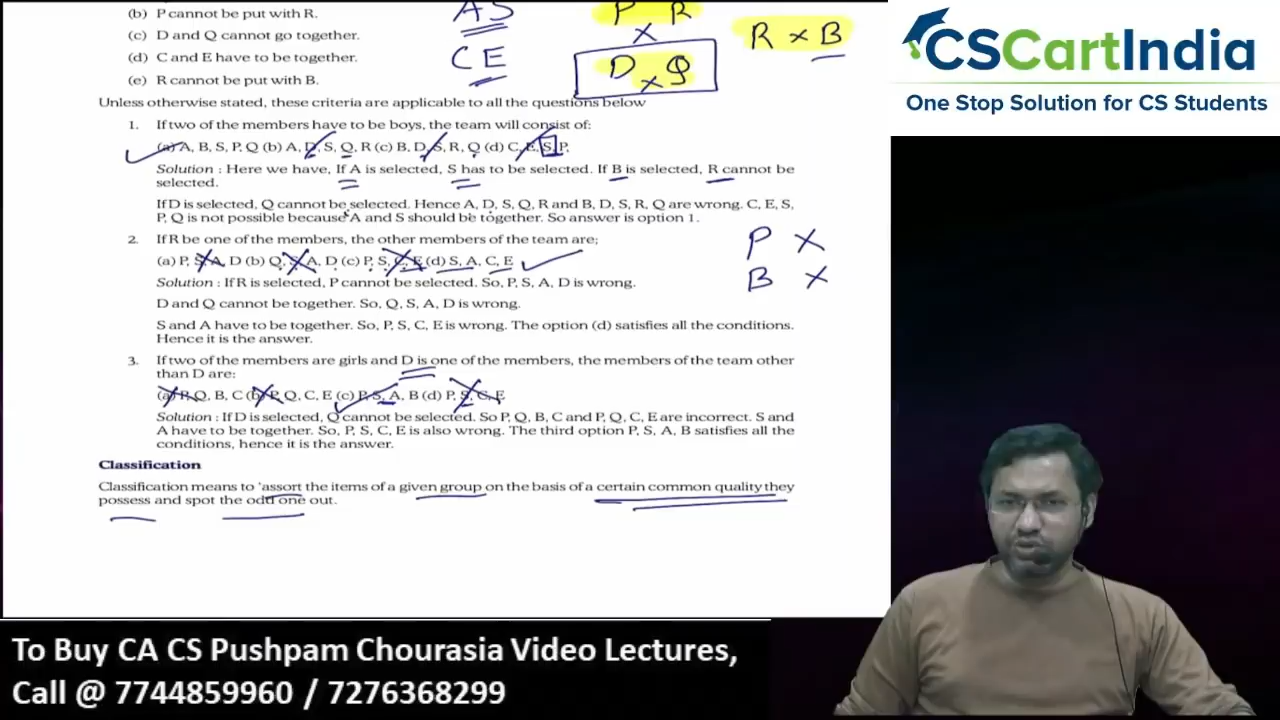 (b) P cannot be put with R.
(c) D and Q cannot go together.
(d) C and E have to be together.
(e) R cannot be put with B.
A S
C E
P R
×
D × Q
R × B
Unless otherwise stated, these criteria are applicable to all the questions below
1. If two of the members have to be boys, the team will consist of:
(a) A, B, S, P, Q (b) A, D, S, Q, R (c) B, D, S, R, Q (d) C, E, S, P,
Solution : Here we have, If A is selected, S has to be selected. If B is selected, R cannot be
selected.
If D is selected, Q cannot be selected. Hence A, D, S, Q, R and B, D, S, R, Q are wrong. C, E, S,
P, Q is not possible because A and S should be together. So answer is option 1.
2. If R be one of the members, the other members of the team are;
(a) P, S, A, D (b) Q, S, A, D (c) P, S, C, E (d) S, A, C, E
P ×
B ×
Solution : If R is selected, P cannot be selected. So, P, S, A, D is wrong.
D and Q cannot be together. So, Q, S, A, D is wrong.
S and A have to be together. So, P, S, C, E is wrong. The option (d) satisfies all the conditions.
Hence it is the answer.
3. If two of the members are girls and D is one of the members, the members of the team other
than D are:
(a) P, Q, B, C (b) P, Q, C, E (c) P, S, A, B (d) P, S, C, E
Solution : If D is selected, Q cannot be selected. So P, Q, B, C and P, Q, C, E are incorrect. S and
A have to be together. So, P, S, C, E is also wrong. The third option P, S, A, B satisfies all the
conditions, hence it is the answer.
Classification
Classification means to 'assort the items of a given group on the basis of a certain common quality they
possess and spot the odd one out.
CSCartIndia
One Stop Solution for CS Students
To Buy CA CS Pushpam Chourasia Video Lectures,
Call @ 7744859960 / 7276368299